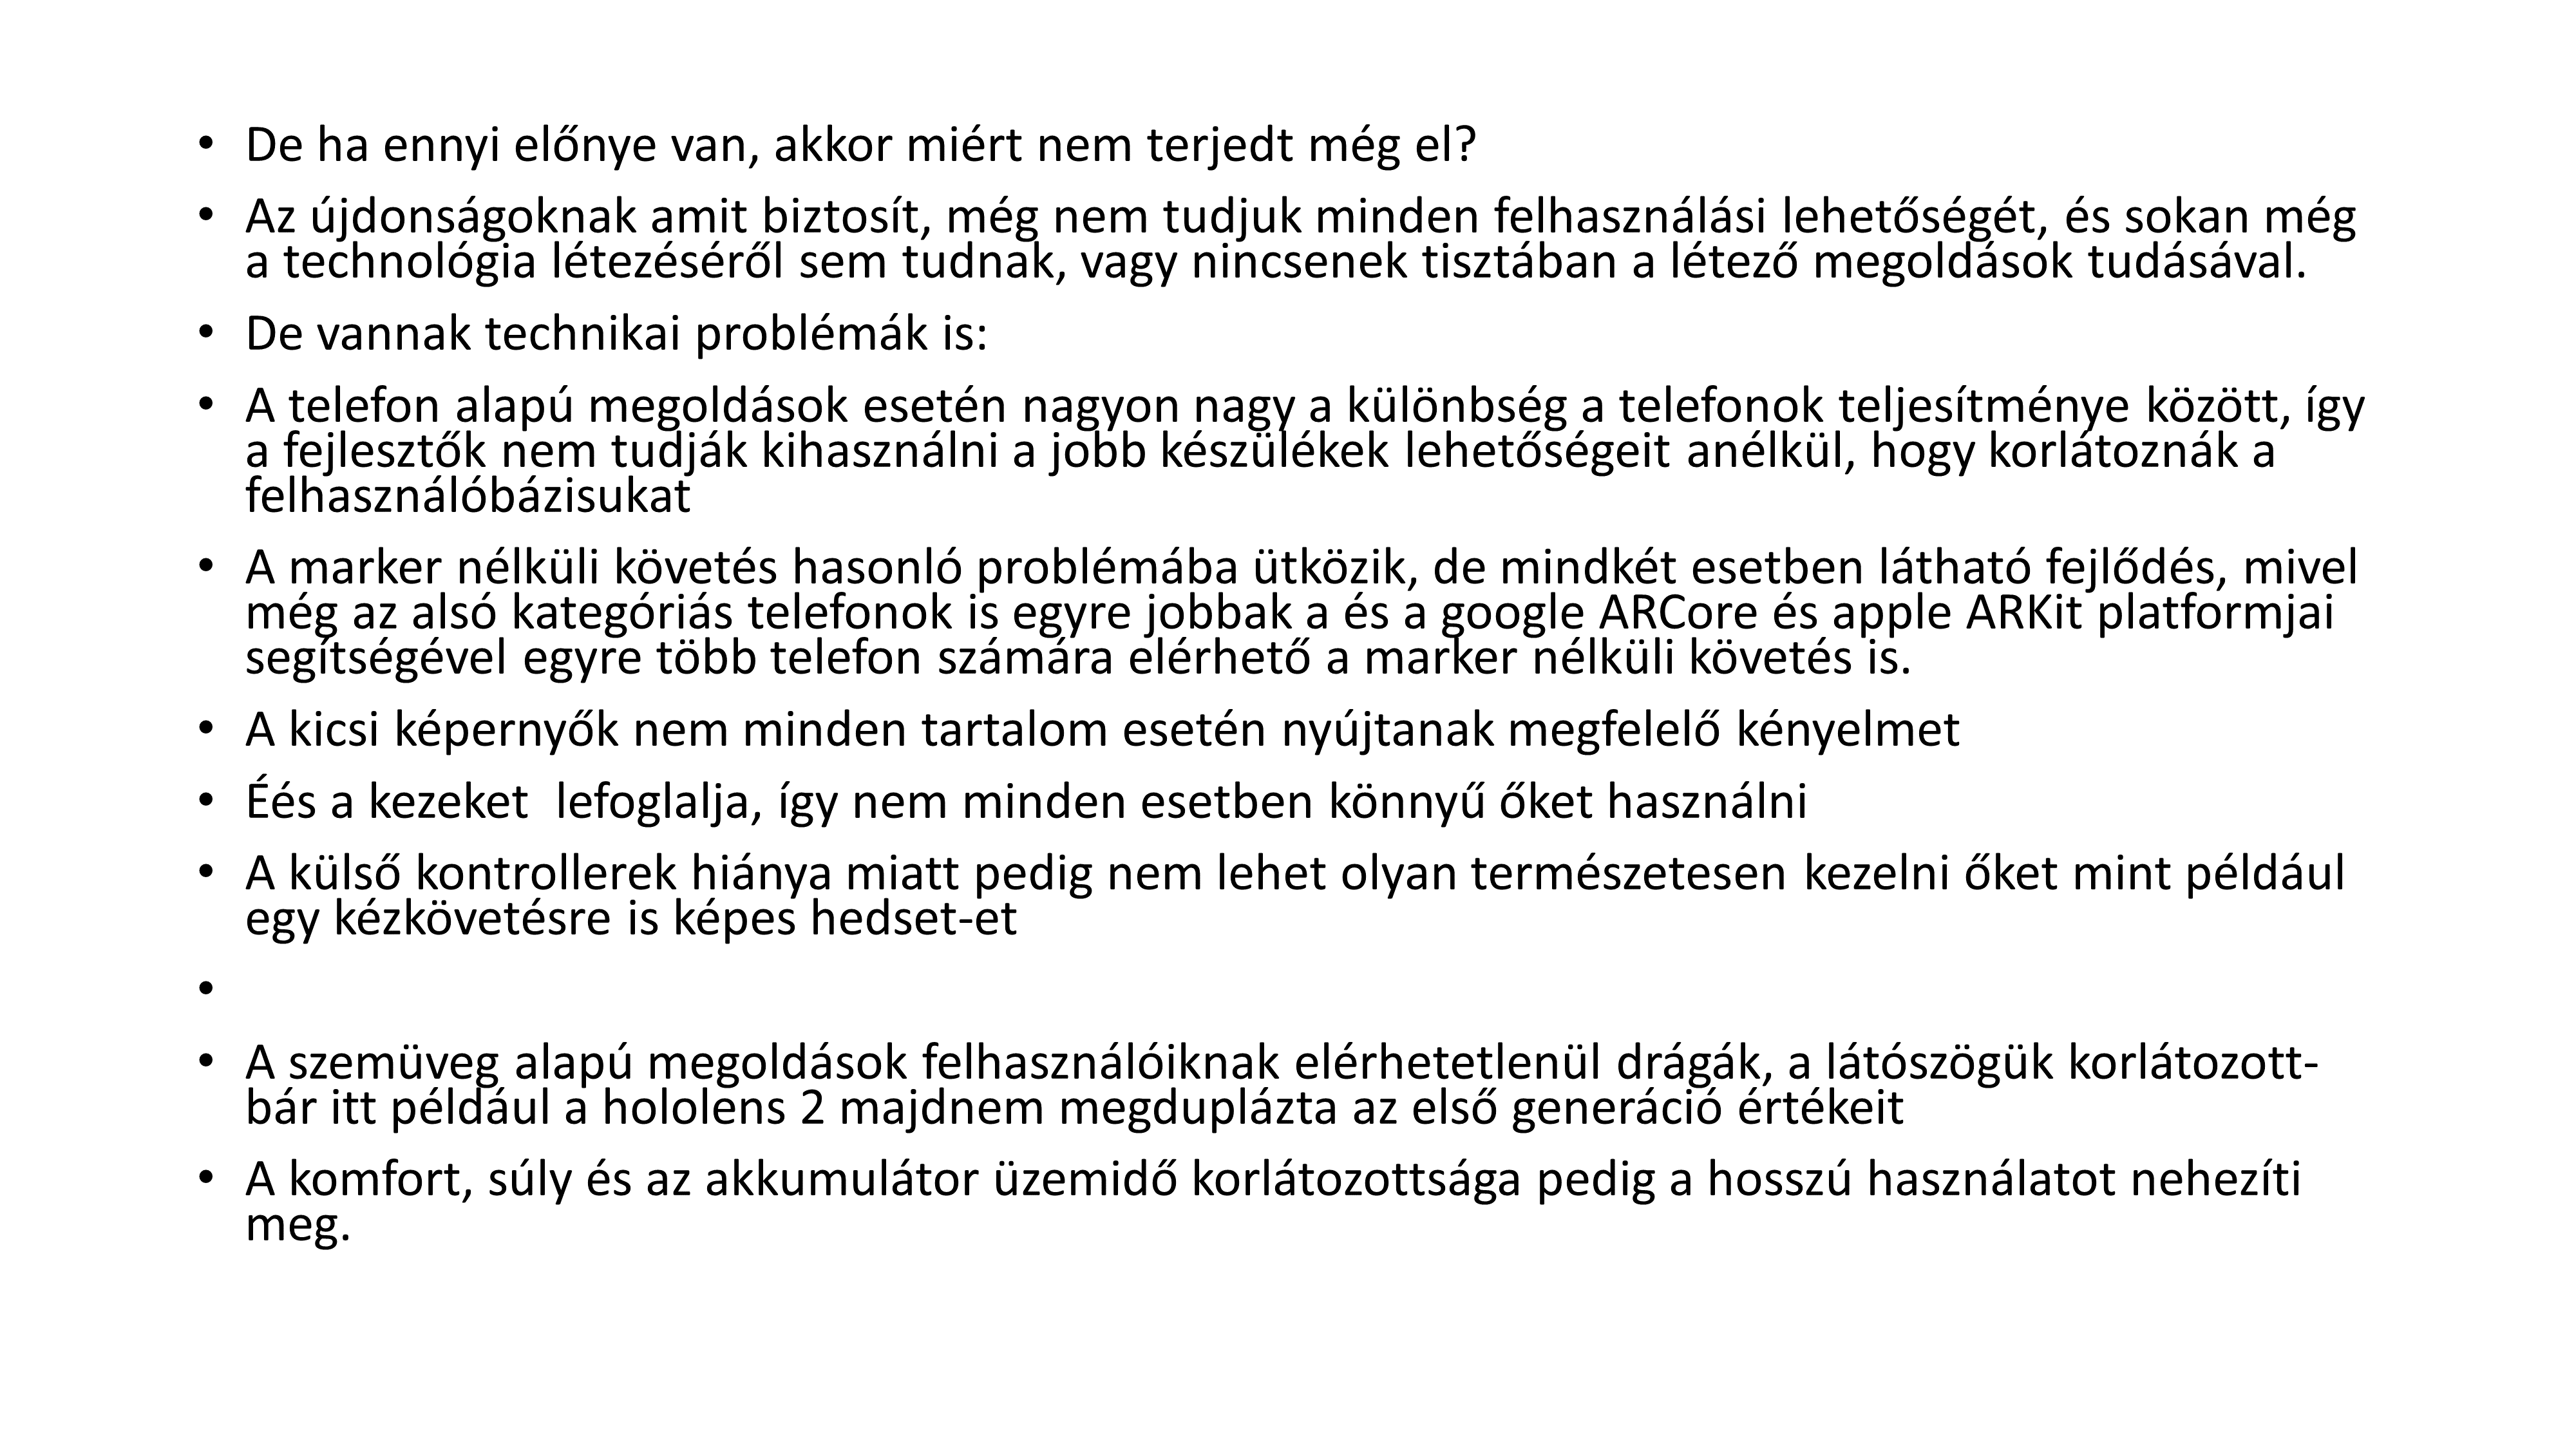 • De ha ennyi előnye van, akkor miért nem terjedt még el?
• Az újdonságoknak amit biztosít, még nem tudjuk minden felhasználási lehetőségét, és sokan még
a technológia létezéséről sem tudnak, vagy nincsenek tisztában a létező megoldások tudásával.
• De vannak technikai problémák is:
• A telefon alapú megoldások esetén nagyon nagy a különbség a telefonok teljesítménye között, így
a fejlesztők nem tudják kihasználni a jobb készülékek lehetőségeit anélkül, hogy korlátoznák a
felhasználóbázisukat
• A marker nélküli követés hasonló problémába ütközik, de mindkét esetben látható fejlődés, mivel
még az alsó kategóriás telefonok is egyre jobbak a és a google ARCore és apple ARKit platformjai
segítségével egyre több telefon számára elérhető a marker nélküli követés is.
• A kicsi képernyők nem minden tartalom esetén nyújtanak megfelelő kényelmet
• Éés a kezeket  lefoglalja, így nem minden esetben könnyű őket használni
• A külső kontrollerek hiánya miatt pedig nem lehet olyan természetesen kezelni őket mint például
egy kézkövetésre is képes hedset-et
•
• A szemüveg alapú megoldások felhasználóiknak elérhetetlenül drágák, a látószögük korlátozott-
bár itt például a hololens 2 majdnem megduplázta az első generáció értékeit
• A komfort, súly és az akkumulátor üzemidő korlátozottsága pedig a hosszú használatot nehezíti
meg.